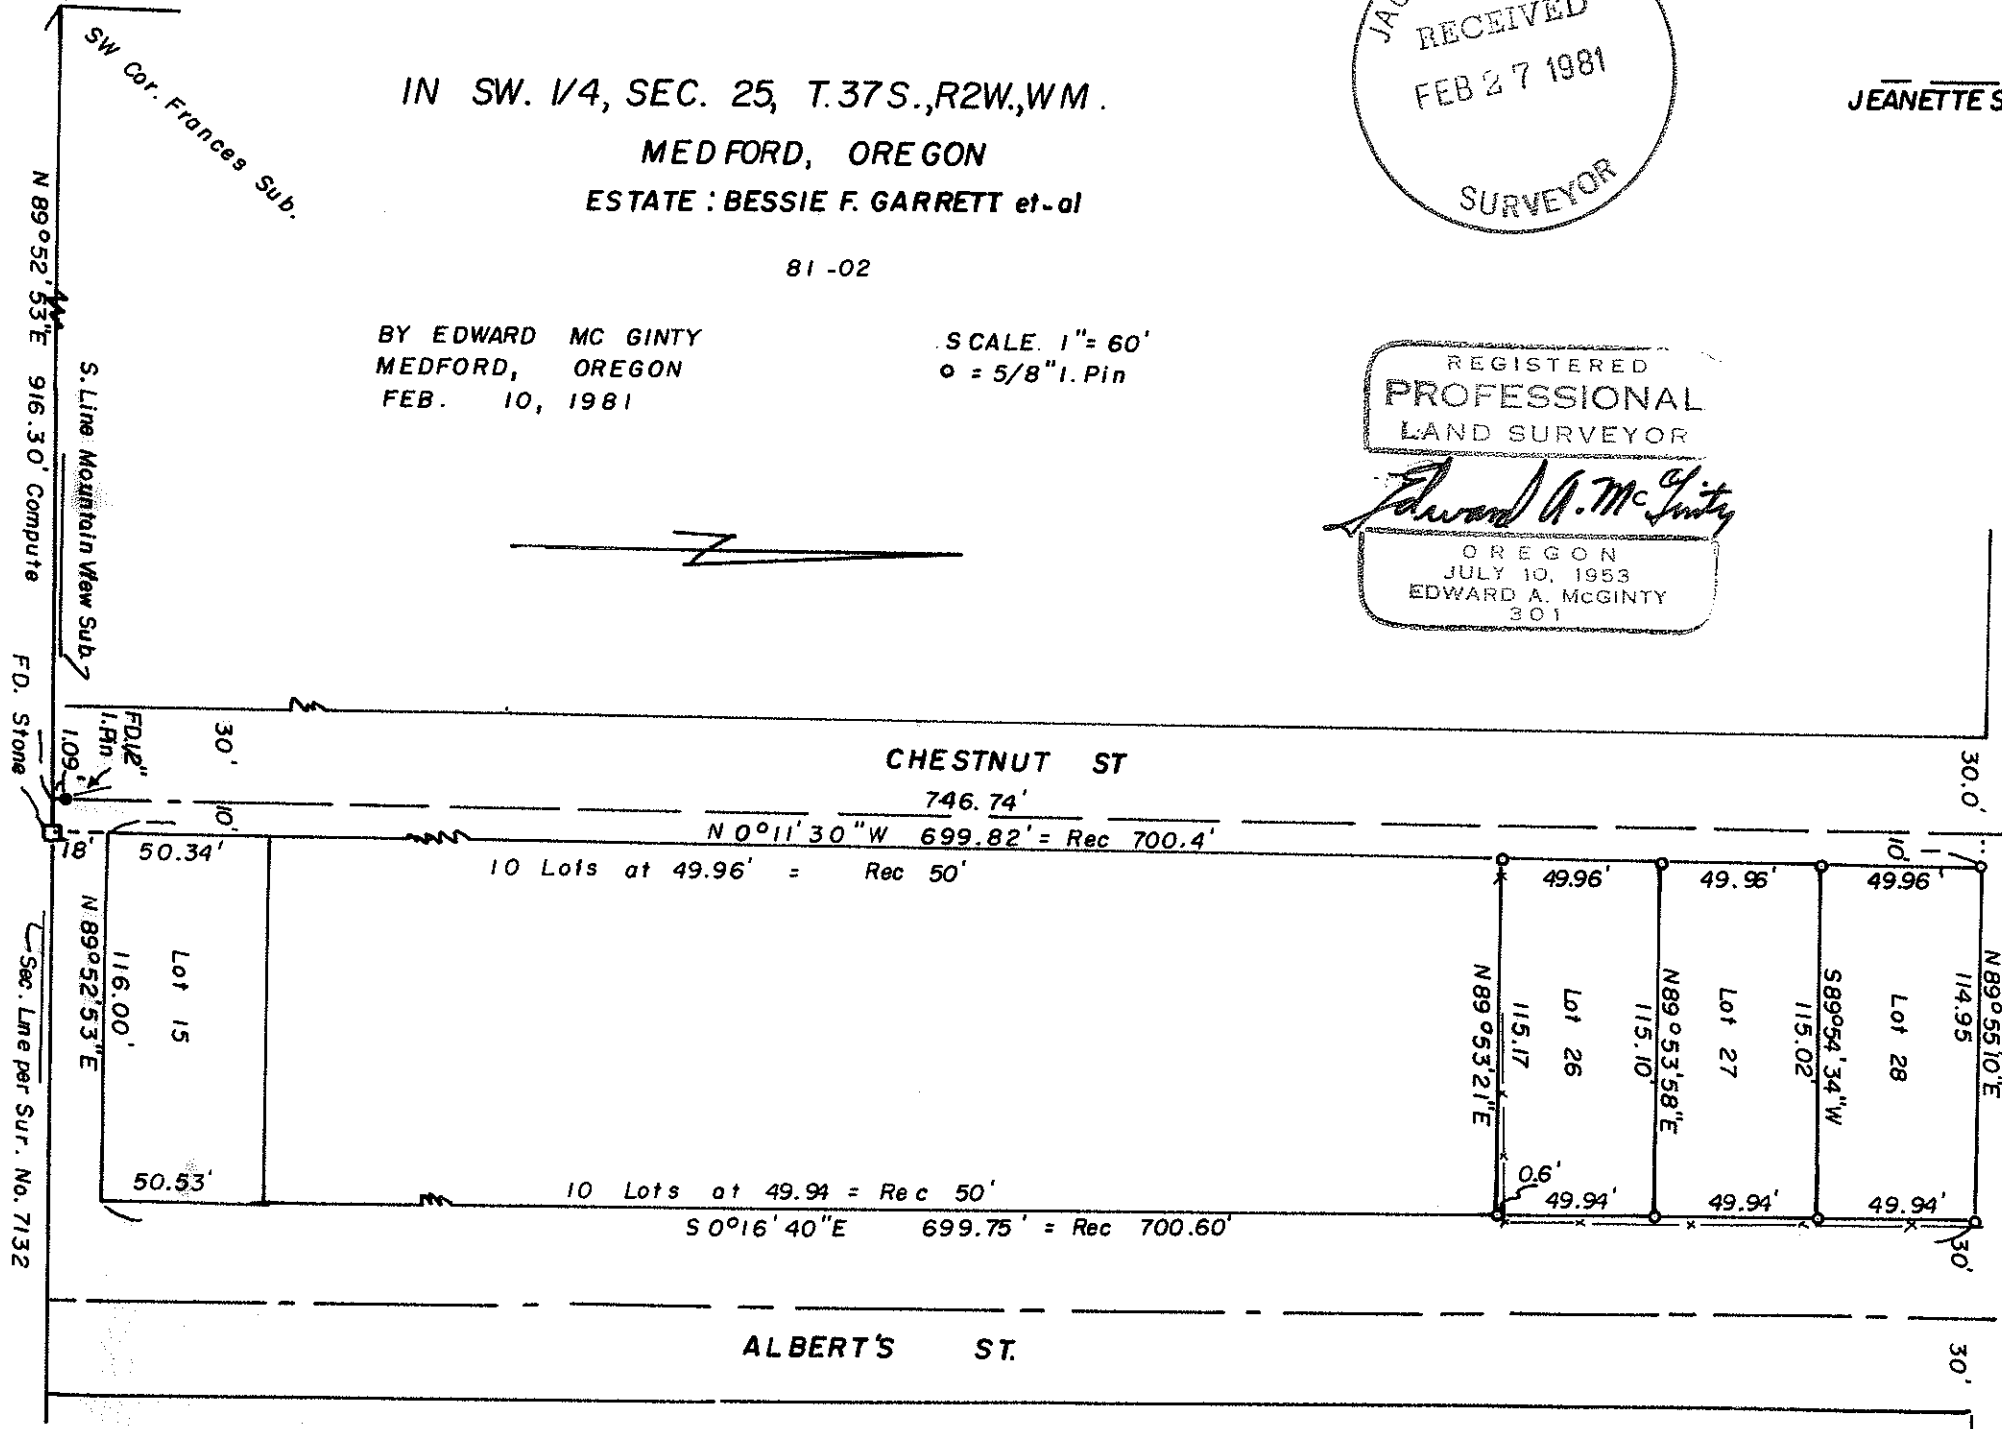 IN SW. 1/4, SEC. 25, T.37S.,R2W.,WM.
MEDFORD, OREGON
ESTATE : BESSIE F. GARRETT et-al
81-02
BY EDWARD MC GINTY
MEDFORD, OREGON
FEB. 10, 1981
SCALE. 1"= 60'
o = 5/8" I. Pin
RECEIVED
FEB 27 1981
SURVEYOR
REGISTERED
PROFESSIONAL
LAND SURVEYOR
Edward A. McGinty
OREGON
JULY 10, 1953
EDWARD A. McGINTY
301
SW Cor. Frances Sub.
N 89°52'53"E 916.30' Compute
S. Line Mountain View Sub.
FD. Stone
I. Pin
1.09'
30'
10'
CHESTNUT ST
746.74'
N 0°11'30"W 699.82' = Rec 700.4'
10 Lots at 49.96' = Rec 50'
30.0'
10'
18'
50.34'
N 89°52'53"E
116.00'
Lot 15
50.53'
49.96'
49.96'
49.96'
N 89°53'21"E
115.17
Lot 26
115.10'
N 89°53'58"E
Lot 27
115.02'
S 89°54'34"W
Lot 28
114.95
N 89°55'10"E
0.6'
49.94'
49.94'
49.94'
30'
10 Lots at 49.94 = Rec 50'
S 0°16'40"E 699.75' = Rec 700.60'
Sec. Line per Sur. No. 7132
ALBERT'S ST.
30'